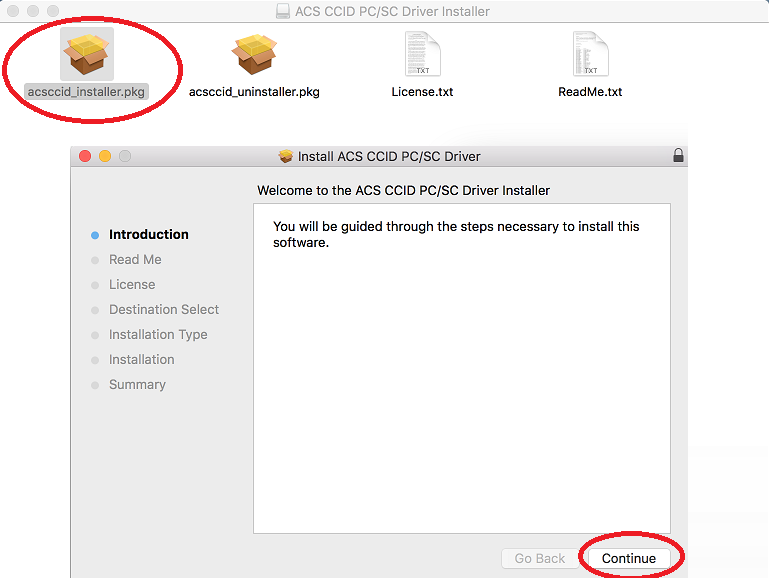 ACS CCID PC/SC Driver Installer
TXT
TXT
acsccid_installer.pkg
acsccid_uninstaller.pkg
License.txt
ReadMe.txt
Install ACS CCID PC/SC Driver
Welcome to the ACS CCID PC/SC Driver Installer
Introduction
Read Me
License
Destination Select
Installation Type
Installation
Summary
You will be guided through the steps necessary to install this
software.
Go Back
Continue